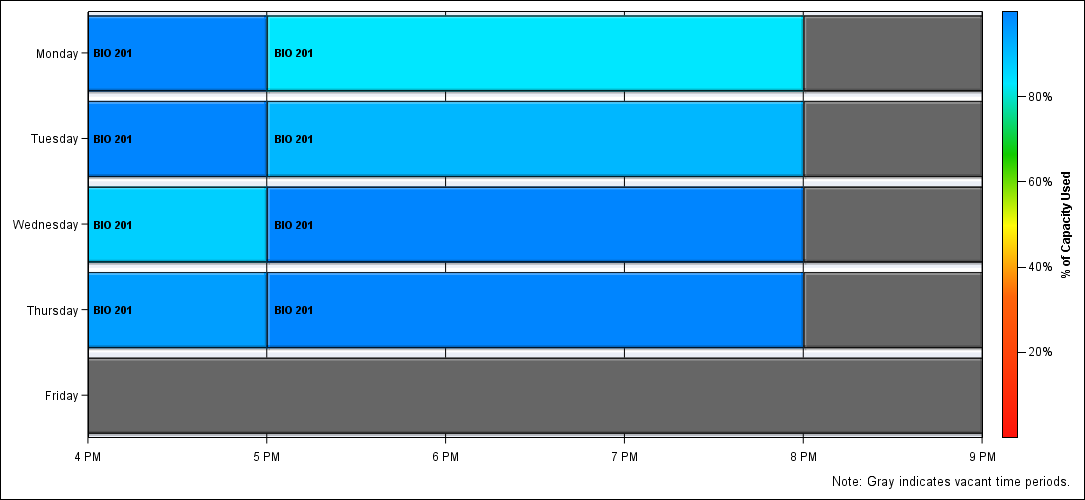 Monday
BIO 201
BIO 201
Tuesday
BIO 201
BIO 201
Wednesday
BIO 201
BIO 201
Thursday
BIO 201
BIO 201
Friday
4 PM
5 PM
6 PM
7 PM
8 PM
9 PM
80%
60%
40%
20%
% of Capacity Used
Note: Gray indicates vacant time periods.